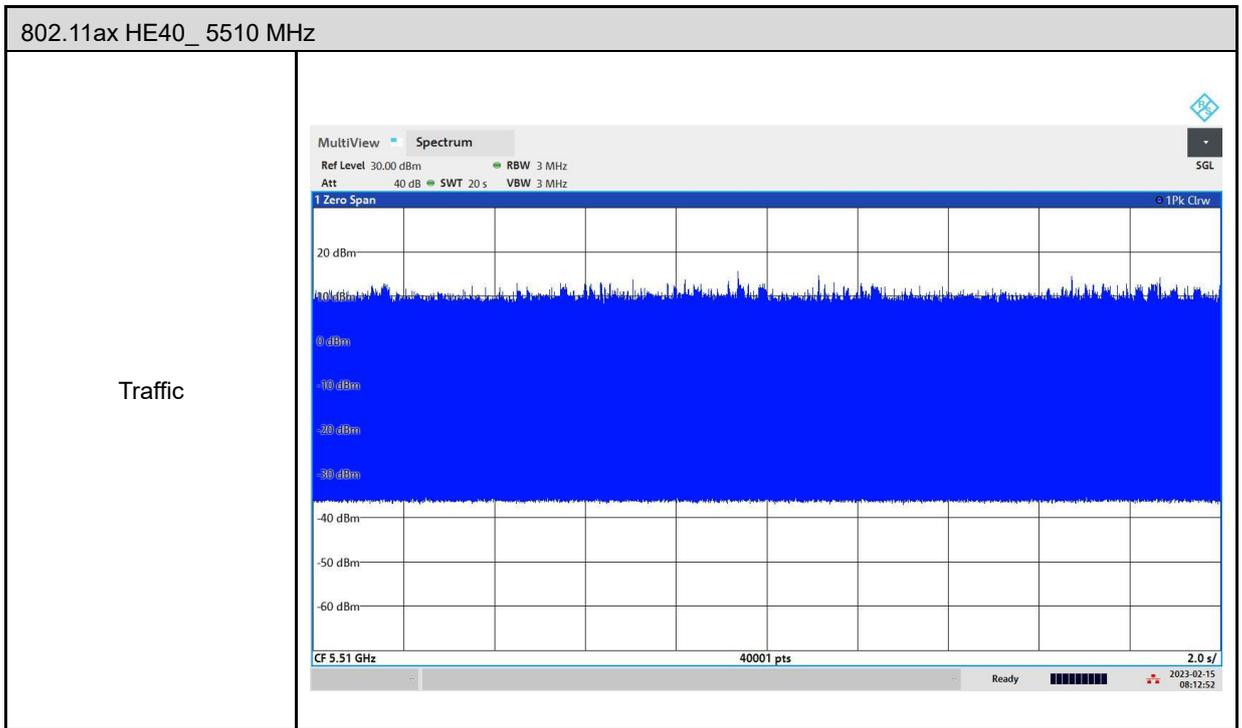 802.11ax HE40_ 5510 MHz
Traffic
R&S
MultiView Spectrum
Ref Level 30.00 dBm RBW 3 MHz SGL
Att 40 dB SWT 20 s VBW 3 MHz
1 Zero Span 1Pk Clrw
20 dBm
10 dBm
0 dBm
-10 dBm
-20 dBm
-30 dBm
-40 dBm
-50 dBm
-60 dBm
CF 5.51 GHz 40001 pts 2.0 s/
Ready 2023-02-15
08:12:52